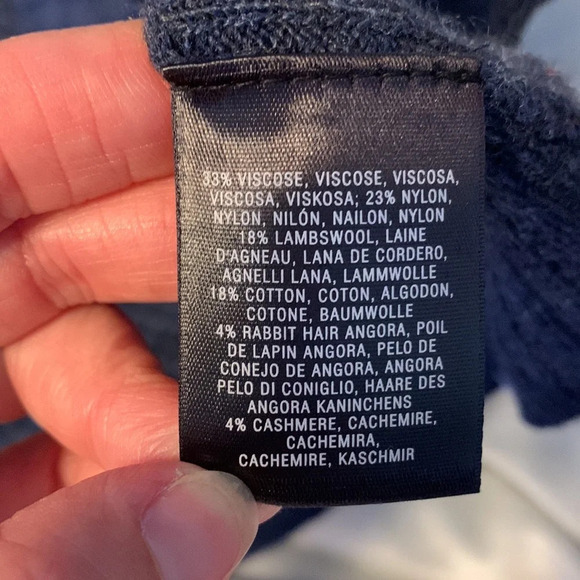 33% VISCOSE, VISCOSE, VISCOSA,
VISCOSA, VISKOSA; 23% NYLON,
NYLON, NILÓN, NAILON, NYLON
18% LAMBSWOOL, LAINE
D'AGNEAU, LANA DE CORDERO,
AGNELLI LANA, LAMMWOLLE
18% COTTON, COTON, ALGODON,
COTONE, BAUMWOLLE
4% RABBIT HAIR ANGORA, POIL
DE LAPIN ANGORA, PELO DE
CONEJO DE ANGORA, ANGORA
PELO DI CONIGLIO, HAARE DES
ANGORA KANINCHENS
4% CASHMERE, CACHEMIRE,
CACHEMIRA,
CACHEMIRE, KASCHMIR